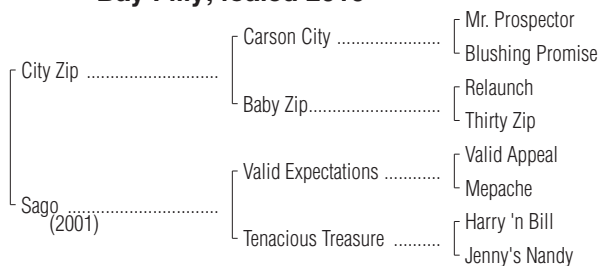 Bay Filly, foaled
Mr. Prospector
Carson City ....................
Blushing Promise
City Zip .........................
Relaunch
Baby Zip.........................
Thirty Zip
Valid Appeal
Valid Expectations ...........
Mepache
Sago ............................
(2001)
Harry 'n Bill
Tenacious Treasure .........
Jenny's Nandy